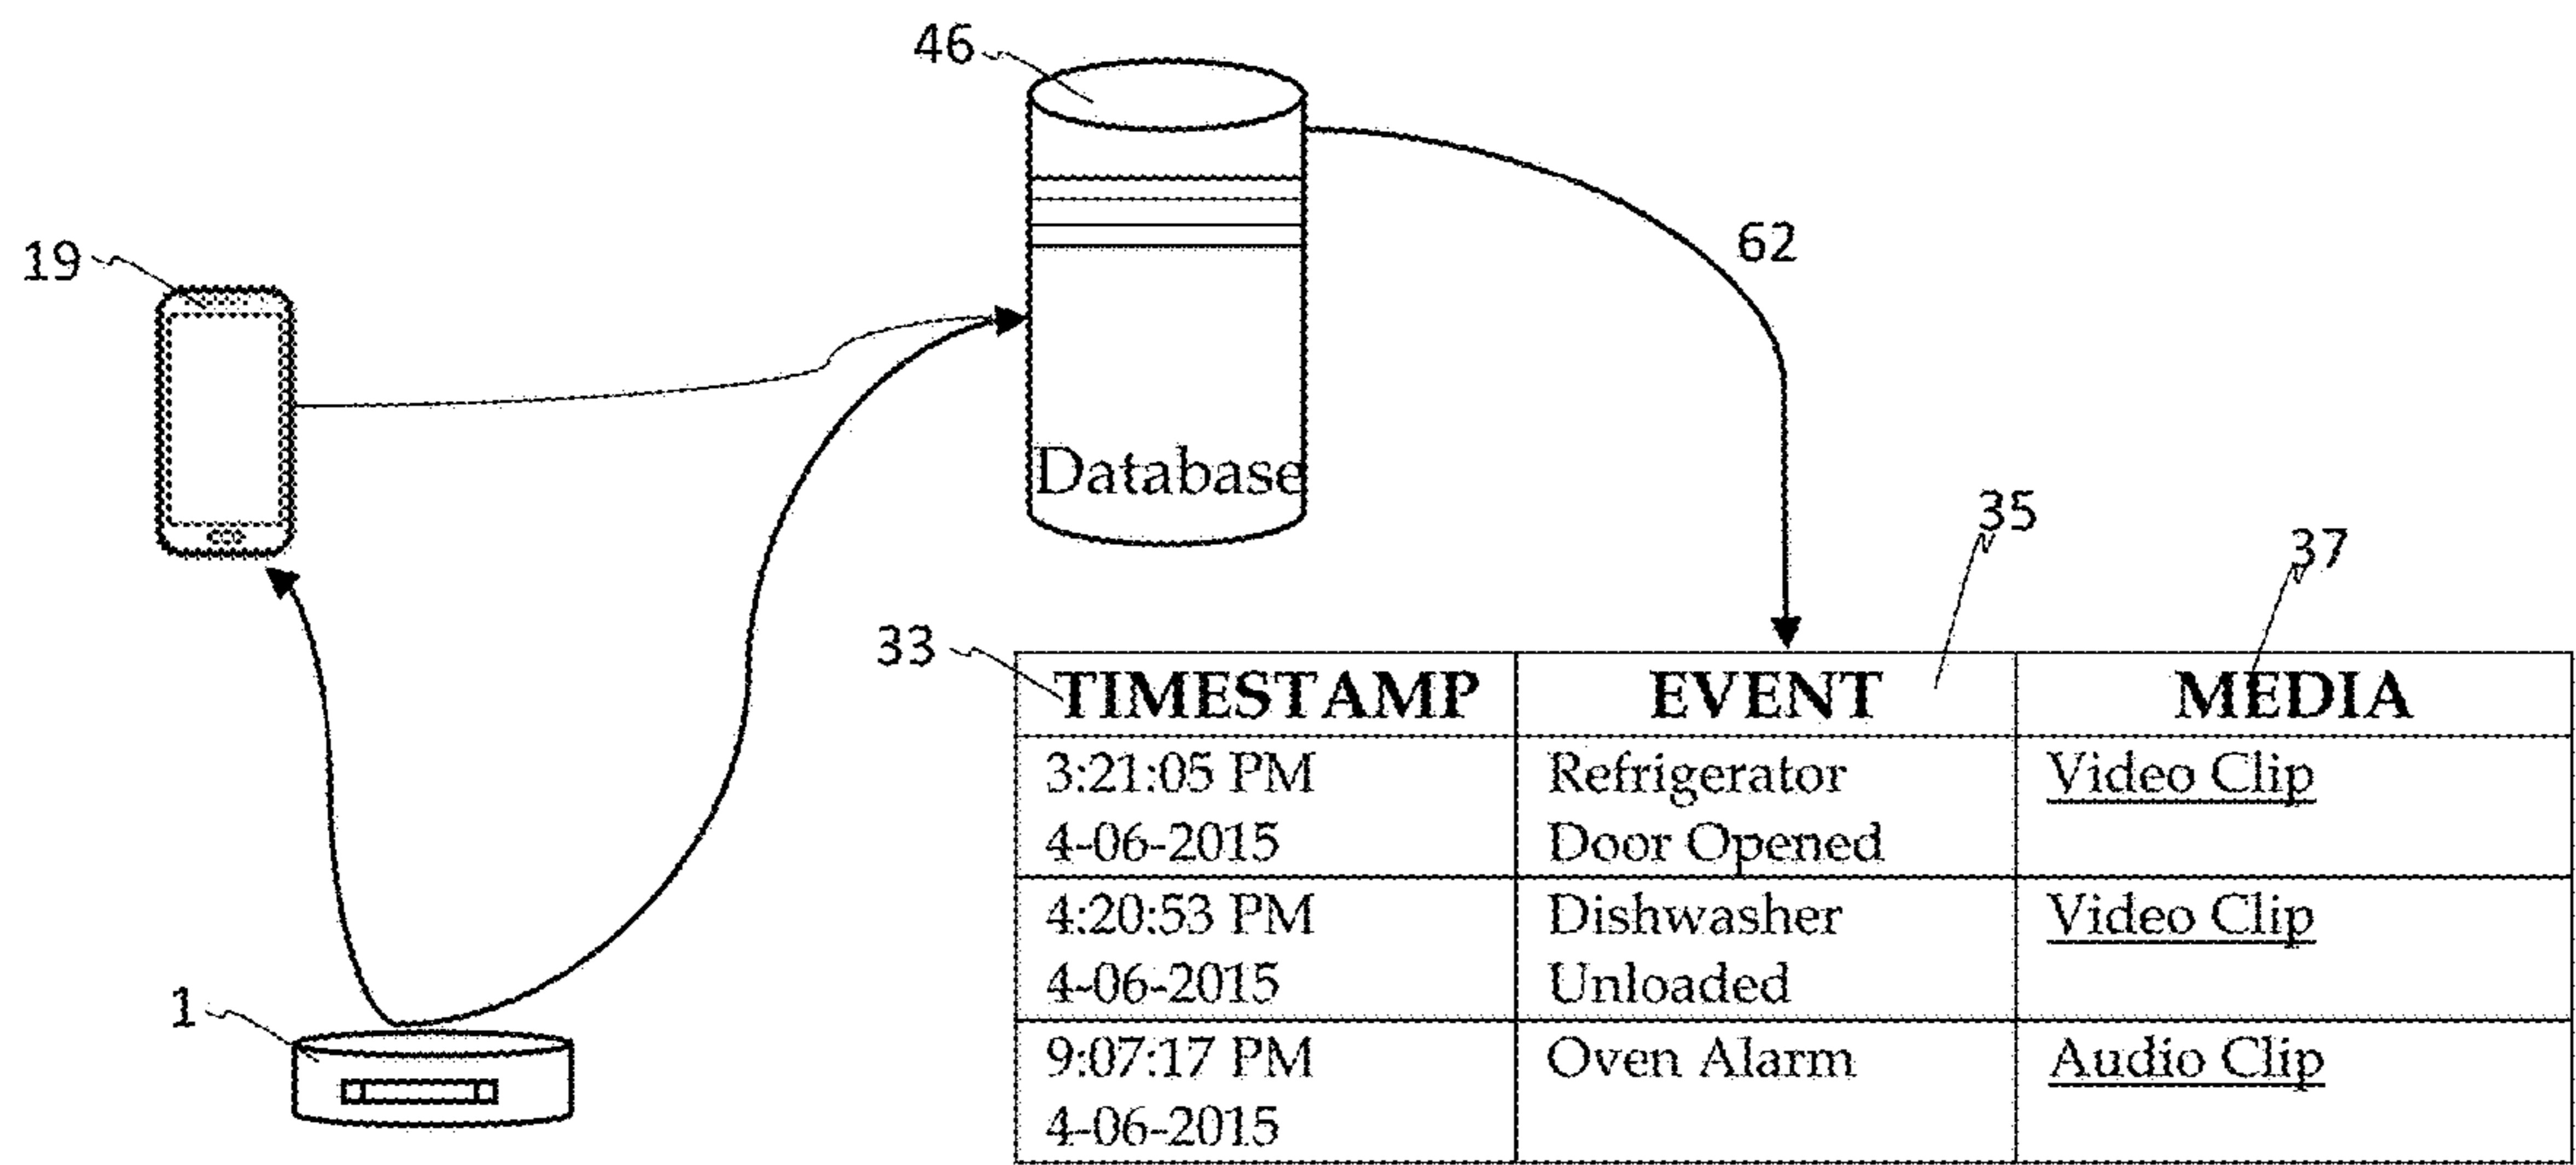 46
62
19
Database
35
37
33
TIMESTAMP EVENT MEDIA
3:21:05 PM Refrigerator Video Clip
4-06-2015 Door Opened
4:20:53 PM Dishwasher Video Clip
4-06-2015 Unloaded
1
9:07:17 PM Oven Alarm Audio Clip
4-06-2015